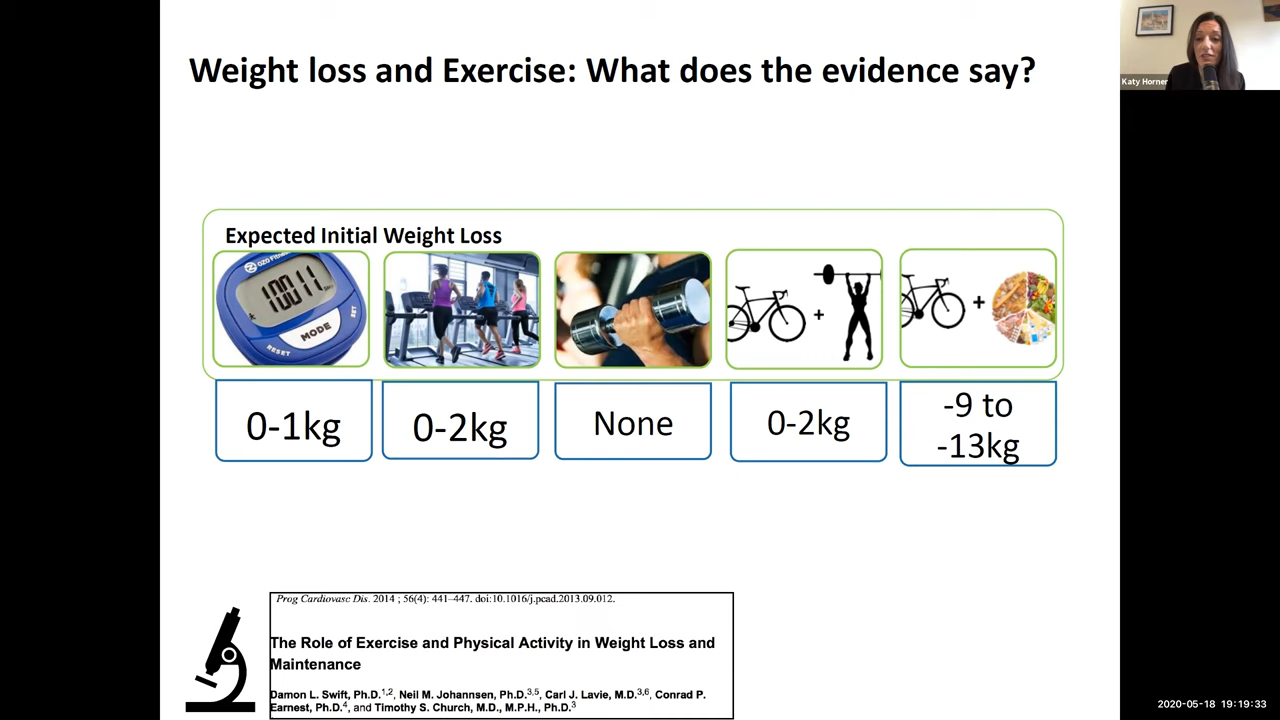 Weight loss and Exercise: What does the evidence say?
Katy Horner
Expected Initial Weight Loss
OZO Fitness
10011
MODE
SET
RESET
+
+
0-1kg
0-2kg
None
0-2kg
-9 to
-13kg
Prog Cardiovasc Dis. 2014 ; 56(4): 441–447. doi:10.1016/j.pcad.2013.09.012.
The Role of Exercise and Physical Activity in Weight Loss and
Maintenance
Damon L. Swift, Ph.D.1,2, Neil M. Johannsen, Ph.D.3,5, Carl J. Lavie, M.D.3,6, Conrad P.
Earnest, Ph.D.4, and Timothy S. Church, M.D., M.P.H., Ph.D.3
2020-05-18 19:19:33